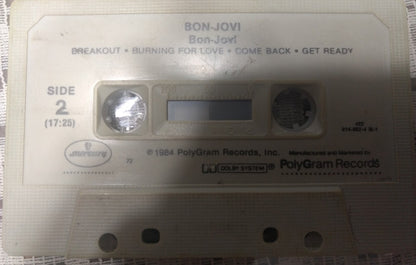 BON-JOVI
Bon-Jovi
BREAKOUT • BURNING FOR LOVE • COME BACK • GET READY
SIDE
2
(17:25)
mercury
72
℗1984 PolyGram Records, Inc.
DOLBY SYSTEM
Manufactured and Marketed by
PolyGram Records